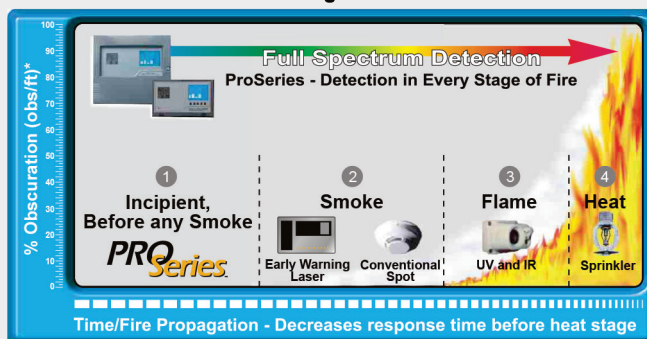 Full Spectrum Detection
ProSeries - Detection in Every Stage of Fire
% Obscuration (obs/ft)*
100
90
80
70
60
50
40
30
20
10
0
1
Incipient,
Before any Smoke
PROSeries
2
Smoke
Early Warning
Laser
Conventional
Spot
3
Flame
UV and IR
4
Heat
Sprinkler
Time/Fire Propagation - Decreases response time before heat stage